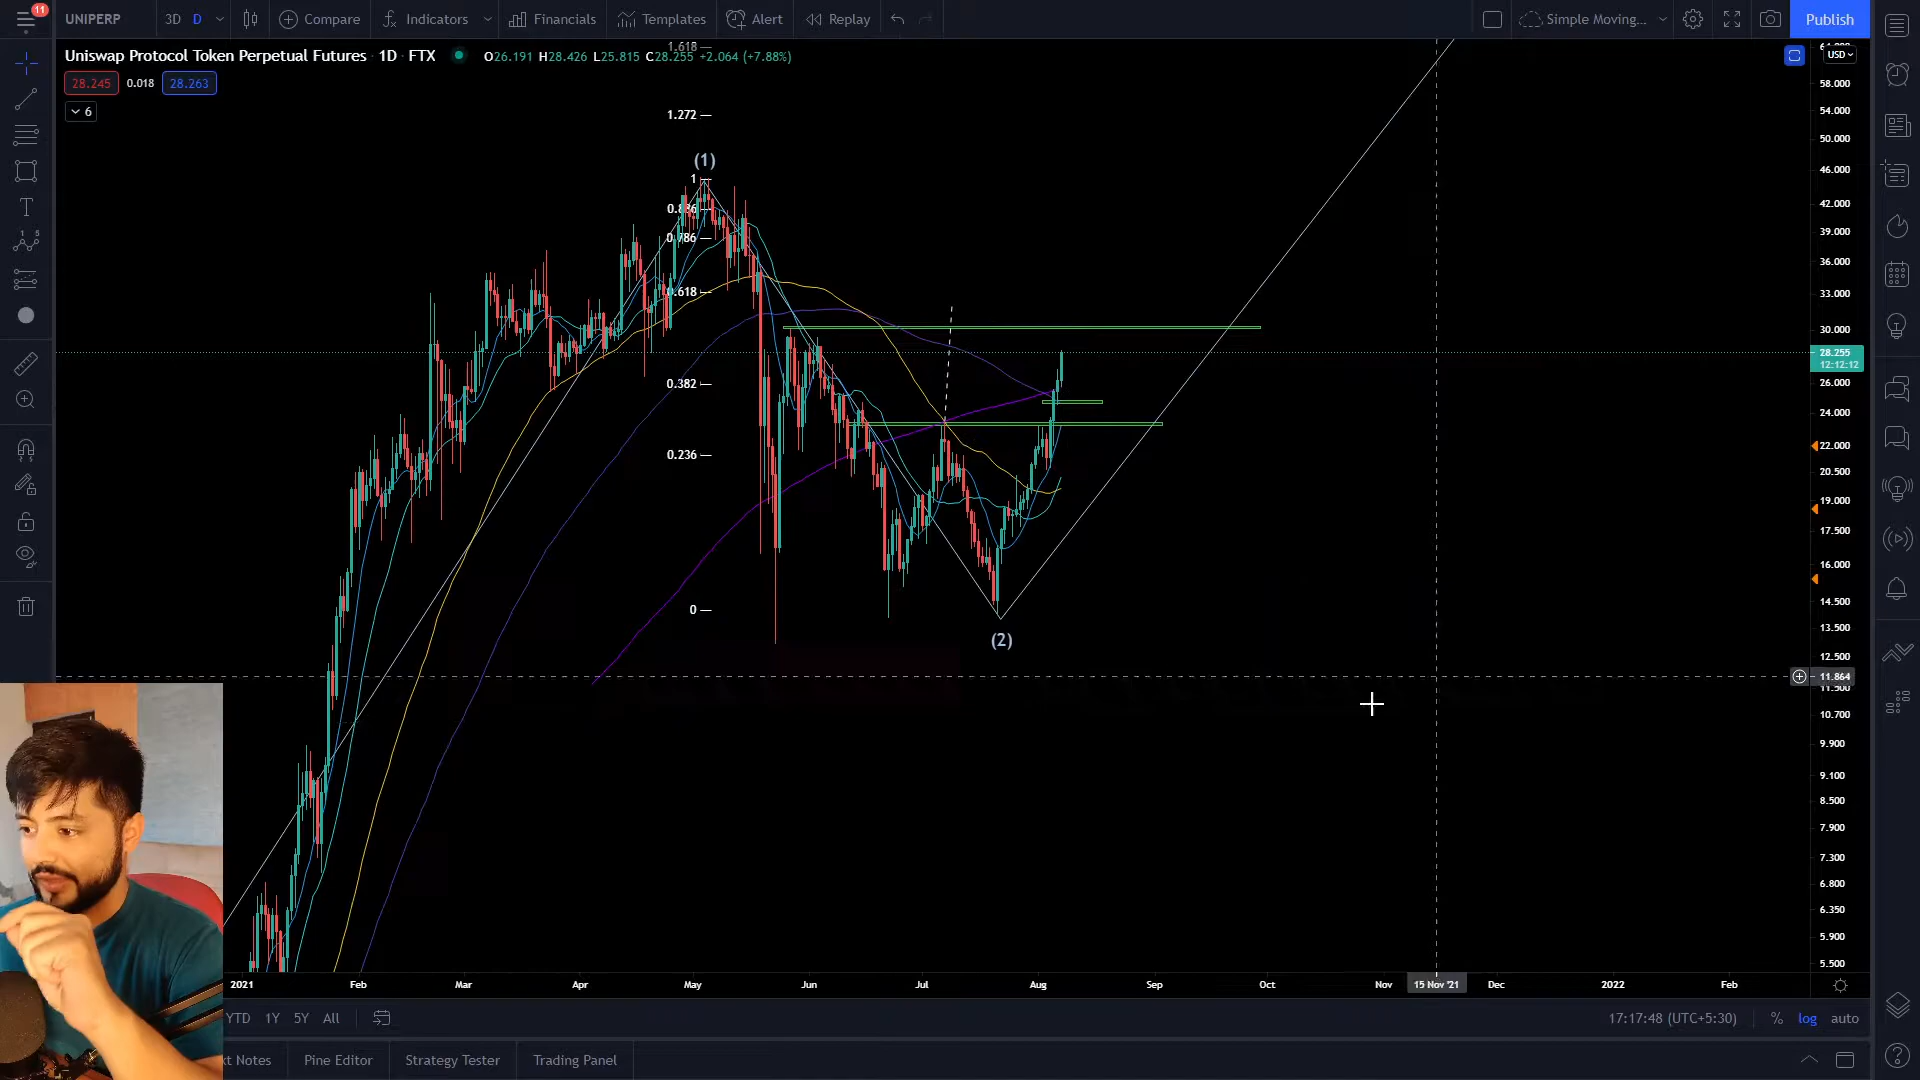 11
UNIPERP
3D
D
Compare
Indicators
Financials
Templates
Alert
Replay
Simple Moving...
Publish
Uniswap Protocol Token Perpetual Futures · 1D · FTX
O26.191 H28.426 L25.815 C28.255 +2.064 (+7.88%)
28.245
0.018
28.263
6
1.618
1.272
(1)
1
0.886
0.786
0.618
0.382
0.236
0
(2)
USD
58.000
54.000
50.000
46.000
42.000
39.000
36.000
33.000
30.000
28.255
12:12:12
26.000
24.000
22.000
20.500
19.000
17.500
16.000
14.500
13.500
12.500
11.864
11.500
10.700
9.900
9.100
8.500
7.900
7.300
6.800
6.350
5.900
5.500
2021
Feb
Mar
Apr
May
Jun
Jul
Aug
Sep
Oct
Nov
15 Nov '21
Dec
2022
Feb
YTD
1Y
5Y
All
17:17:48 (UTC+5:30)
%
log
auto
Notes
Pine Editor
Strategy Tester
Trading Panel